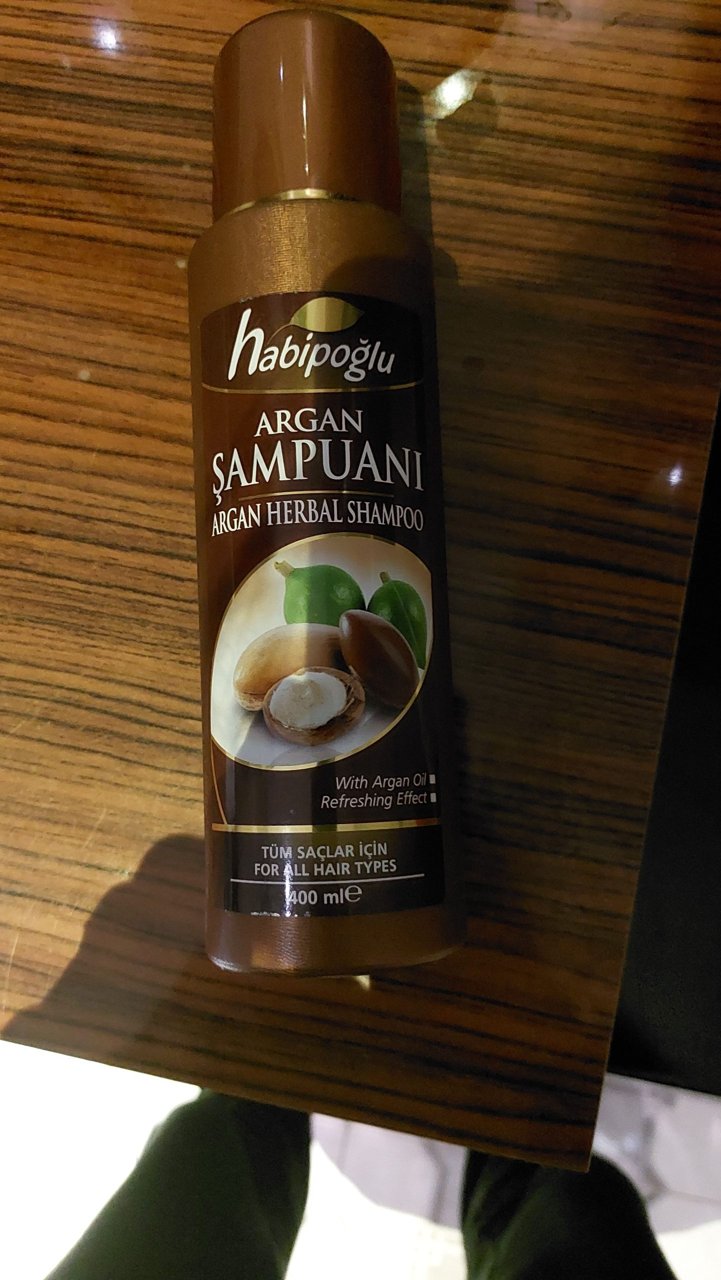 habipoğlu
ARGAN
ŞAMPUANI
ARGAN HERBAL SHAMPOO
With Argan Oil
Refreshing Effect
TÜM SAÇLAR İÇİN
FOR ALL HAIR TYPES
400 ml℮